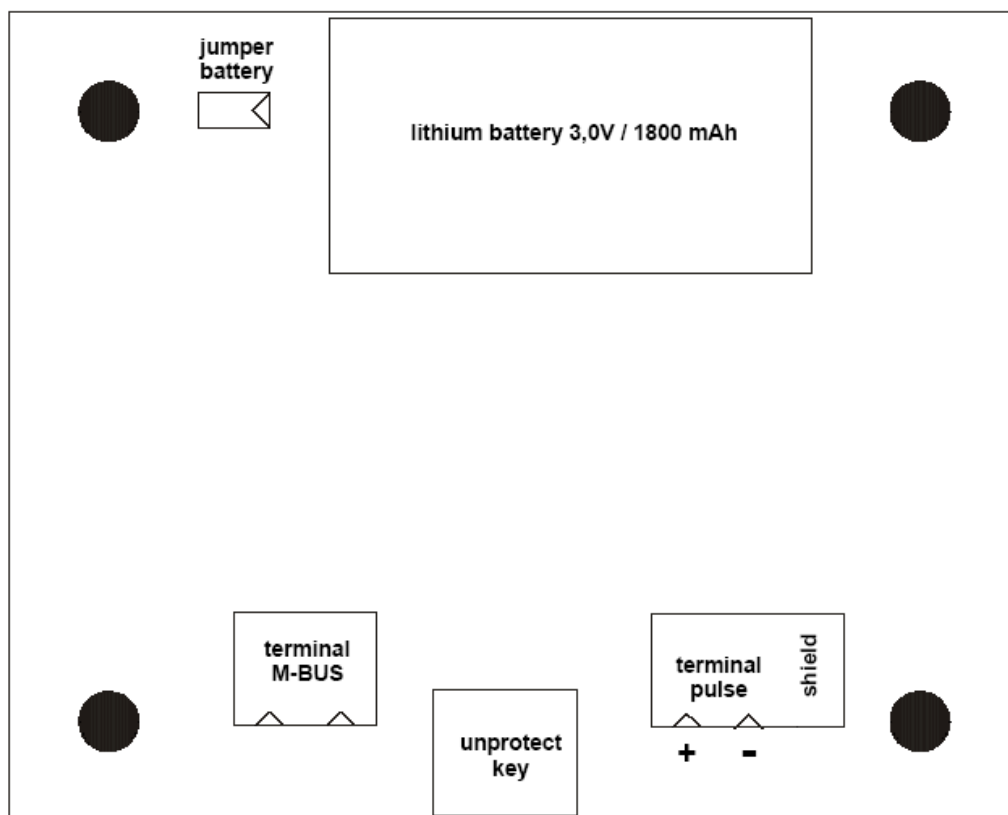 jumper
battery
lithium battery 3,0V / 1800 mAh
terminal
M-BUS
unprotect
key
terminal
pulse
shield
+ -